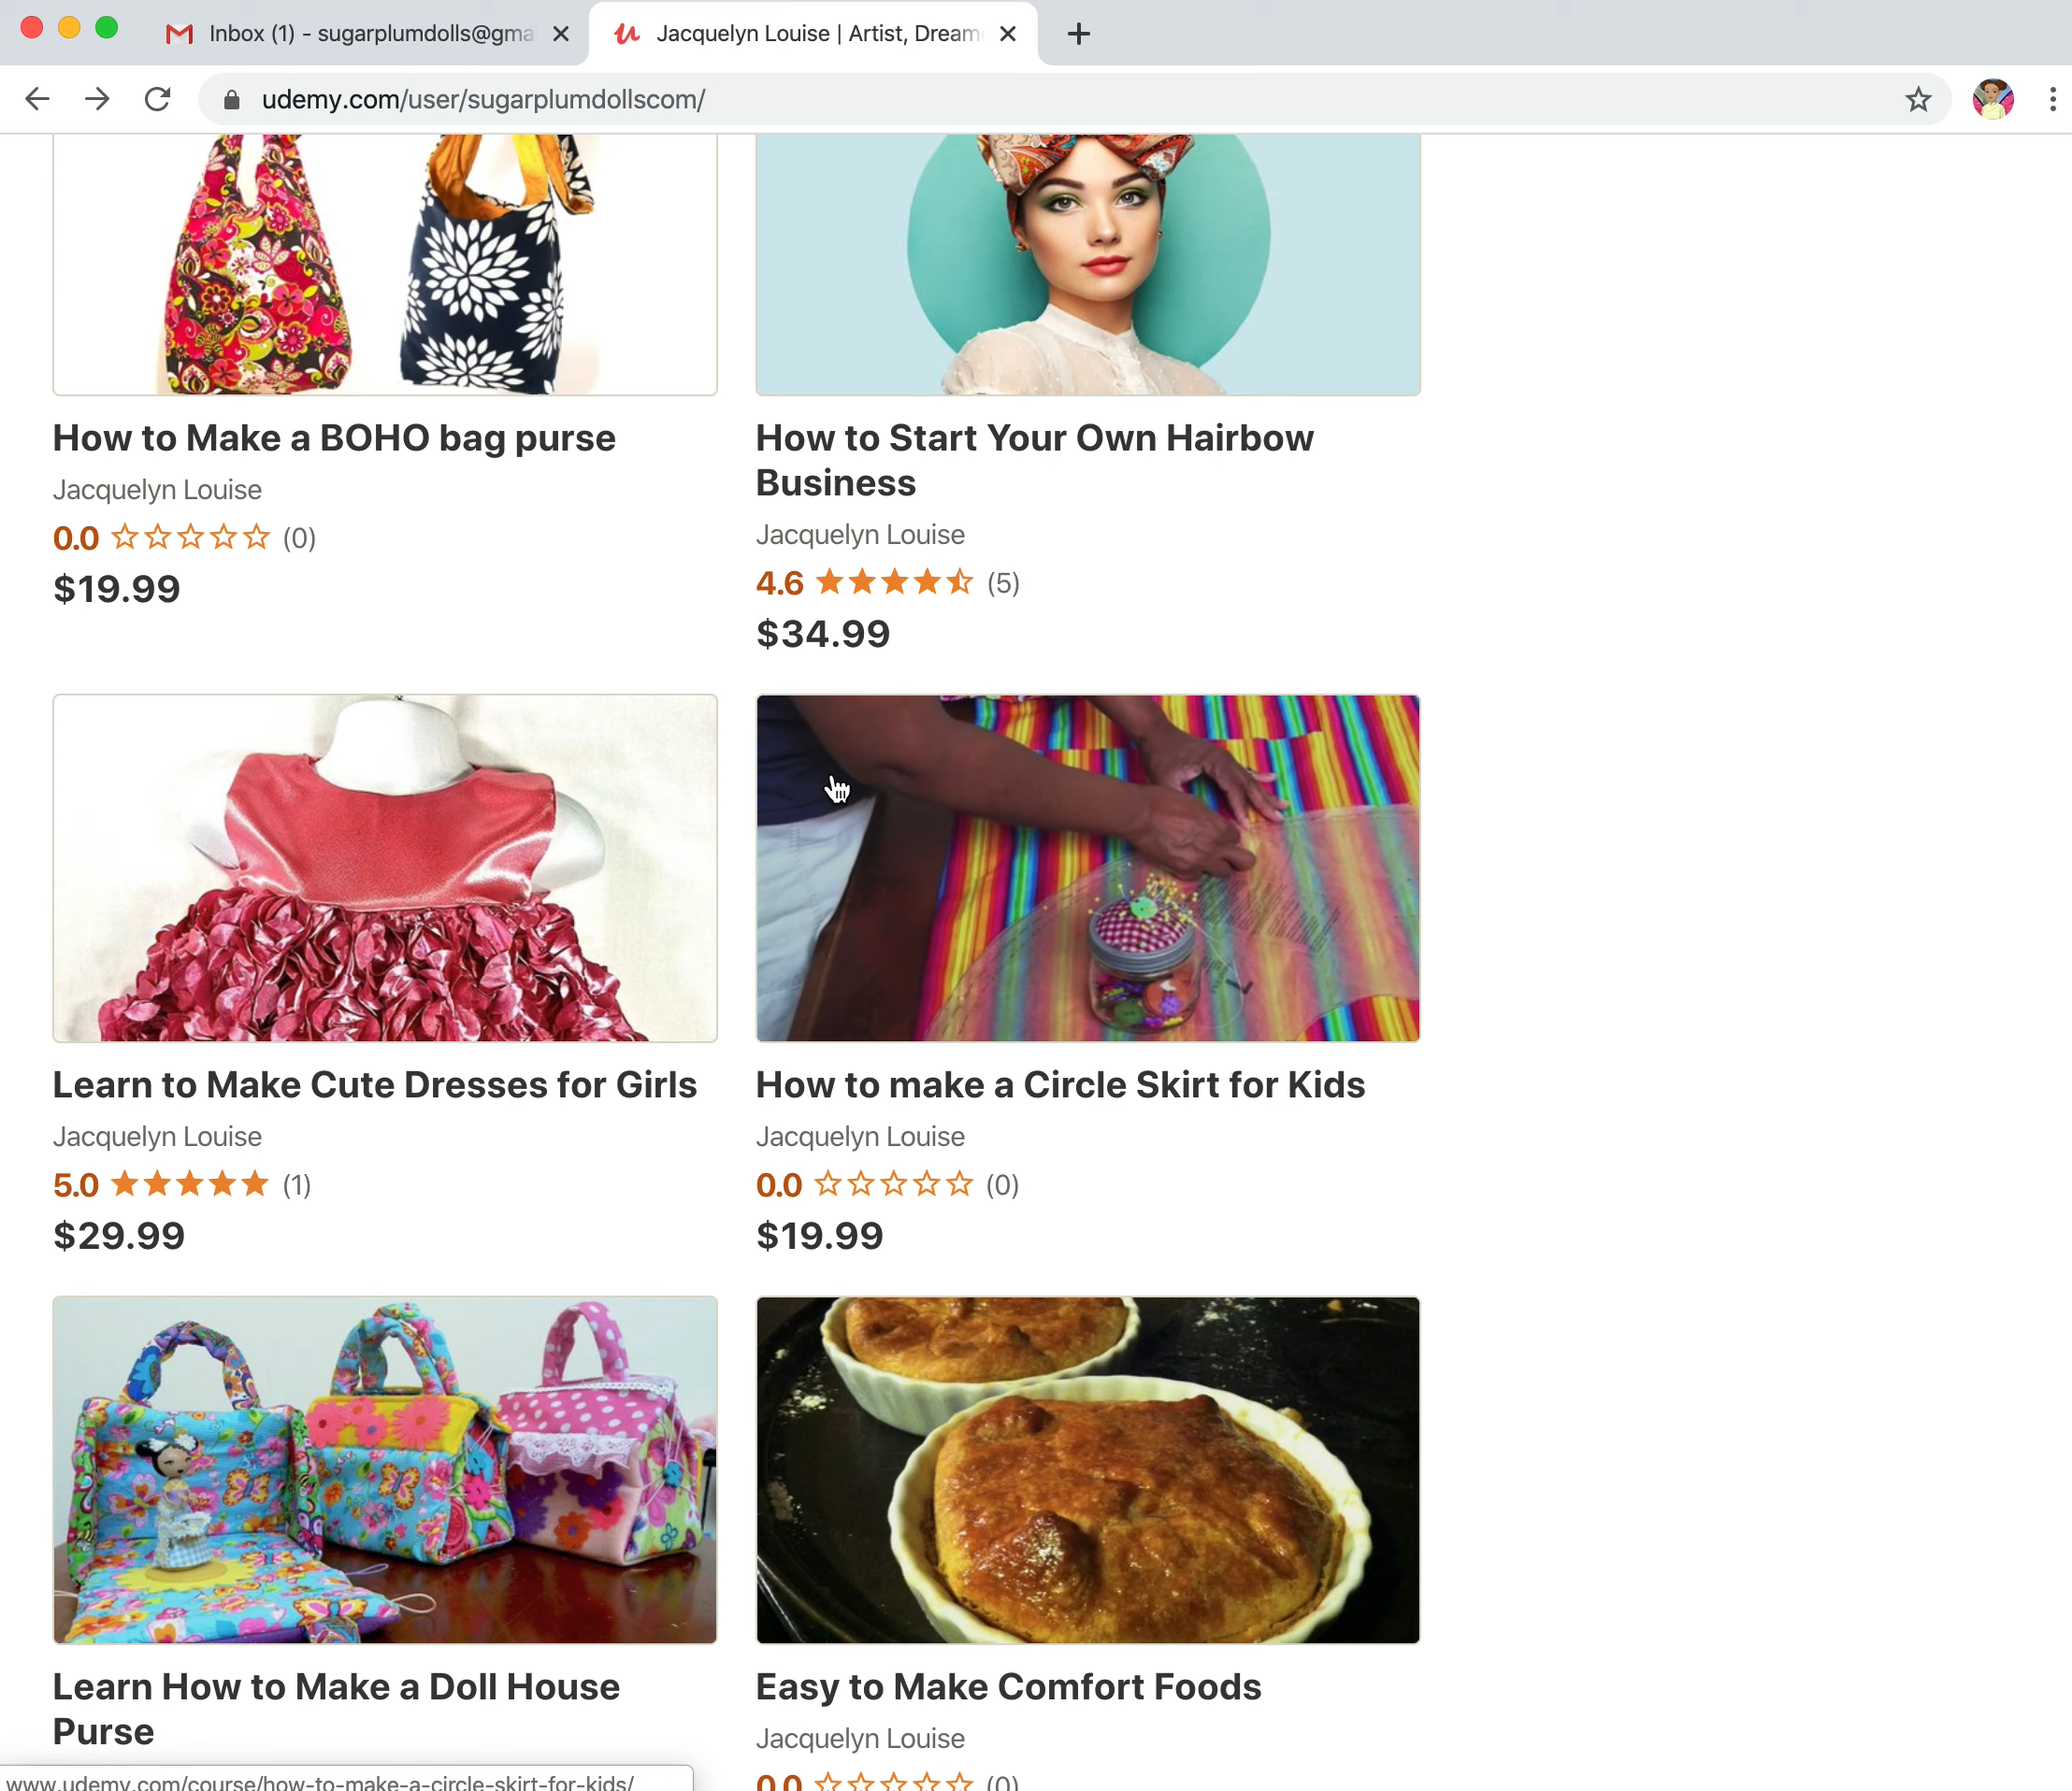 Inbox (1) - sugarplumdolls@gma
Jacquelyn Louise | Artist, Dream
udemy.com/user/sugarplumdollscom/
How to Make a BOHO bag purse
Jacquelyn Louise
0.0 (0)
$19.99
How to Start Your Own Hairbow
Business
Jacquelyn Louise
4.6 (5)
$34.99
Learn to Make Cute Dresses for Girls
Jacquelyn Louise
5.0 (1)
$29.99
How to make a Circle Skirt for Kids
Jacquelyn Louise
0.0 (0)
$19.99
Learn How to Make a Doll House
Purse
Easy to Make Comfort Foods
Jacquelyn Louise
0.0 (0)
www.udemy.com/course/how-to-make-a-circle-skirt-for-kids/